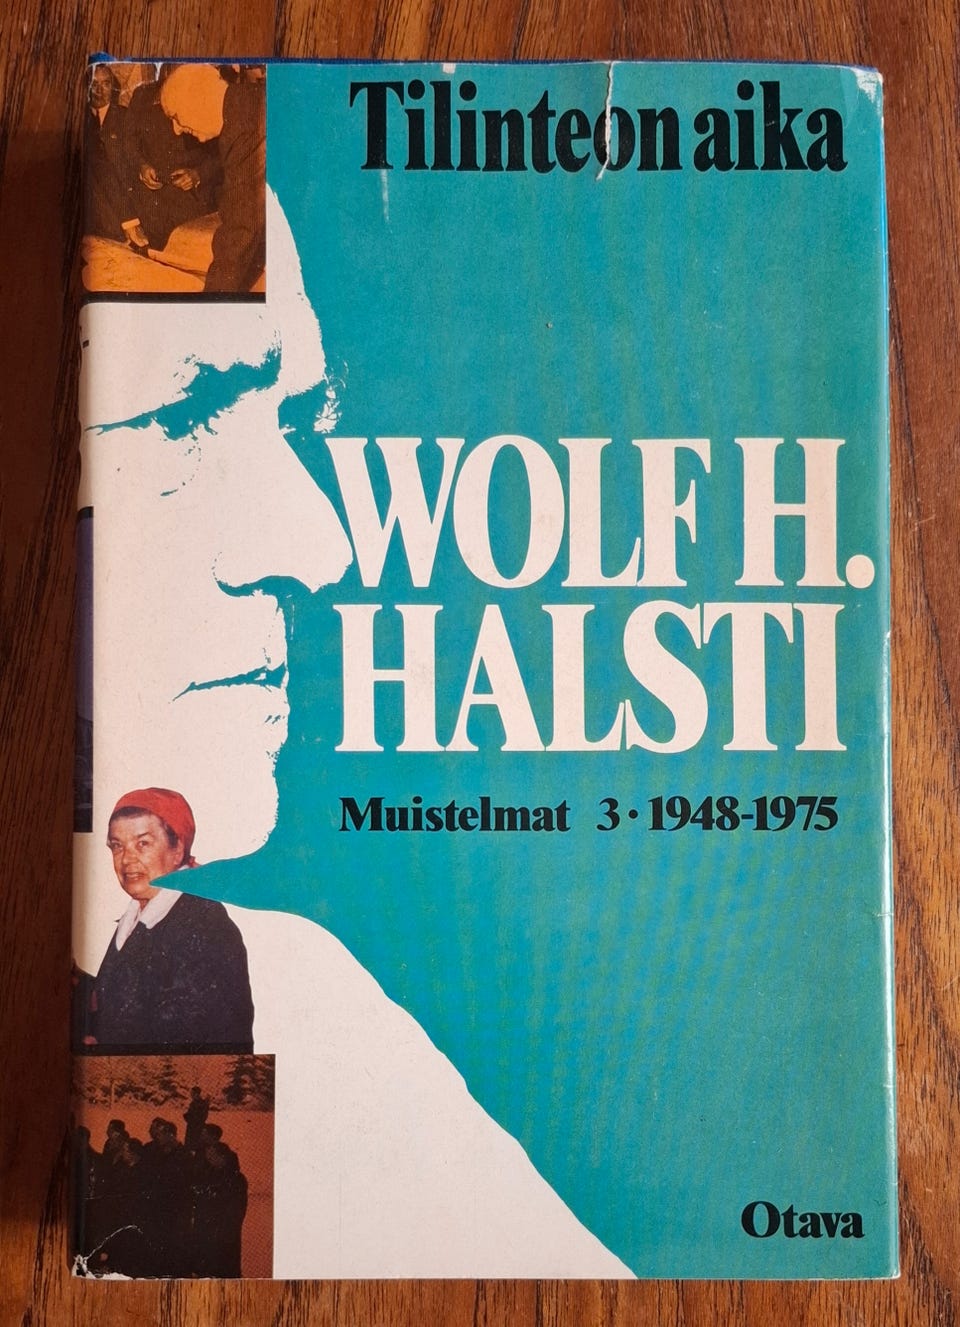 Tilinteon aika
WOLF H.
HALSTI
Muistelmat 3 • 1948-1975
Otava